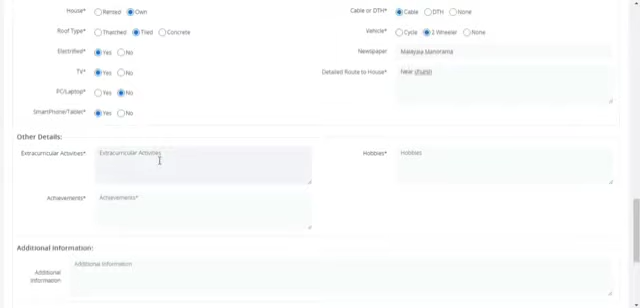 House* Rented Own Cable or DTH* Cable DTH None
Roof Type* Thatched Tiled Concrete Vehicle* Cycle 2 Wheeler None
Electrified* Yes No Newspaper Malayala Manorama
TV* Yes No Detailed Route to House* Near church
PC/Laptop* Yes No
SmartPhone/Tablet* Yes No
Other Details:
Extracurricular Activities* Extracurricular Activities Hobbies* Hobbies
Achievements* Achievements*
Additional Information:
Additional Information Additional Information